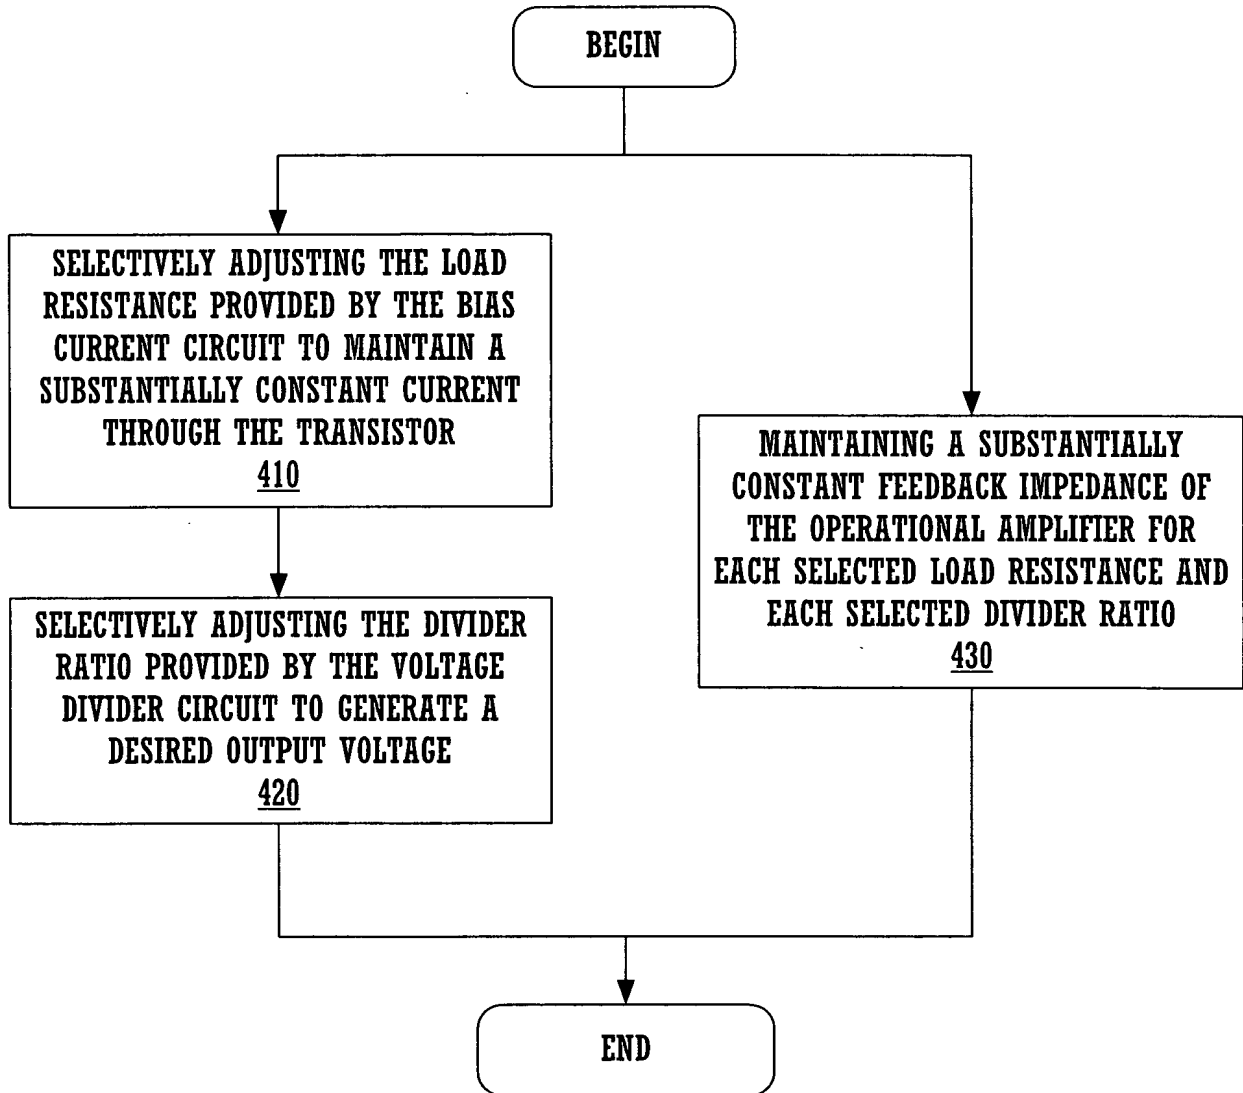 BEGIN
SELECTIVELY ADJUSTING THE LOAD
RESISTANCE PROVIDED BY THE BIAS
CURRENT CIRCUIT TO MAINTAIN A
SUBSTANTIALLY CONSTANT CURRENT
THROUGH THE TRANSISTOR
410
SELECTIVELY ADJUSTING THE DIVIDER
RATIO PROVIDED BY THE VOLTAGE
DIVIDER CIRCUIT TO GENERATE A
DESIRED OUTPUT VOLTAGE
420
MAINTAINING A SUBSTANTIALLY
CONSTANT FEEDBACK IMPEDANCE OF
THE OPERATIONAL AMPLIFIER FOR
EACH SELECTED LOAD RESISTANCE AND
EACH SELECTED DIVIDER RATIO
430
END